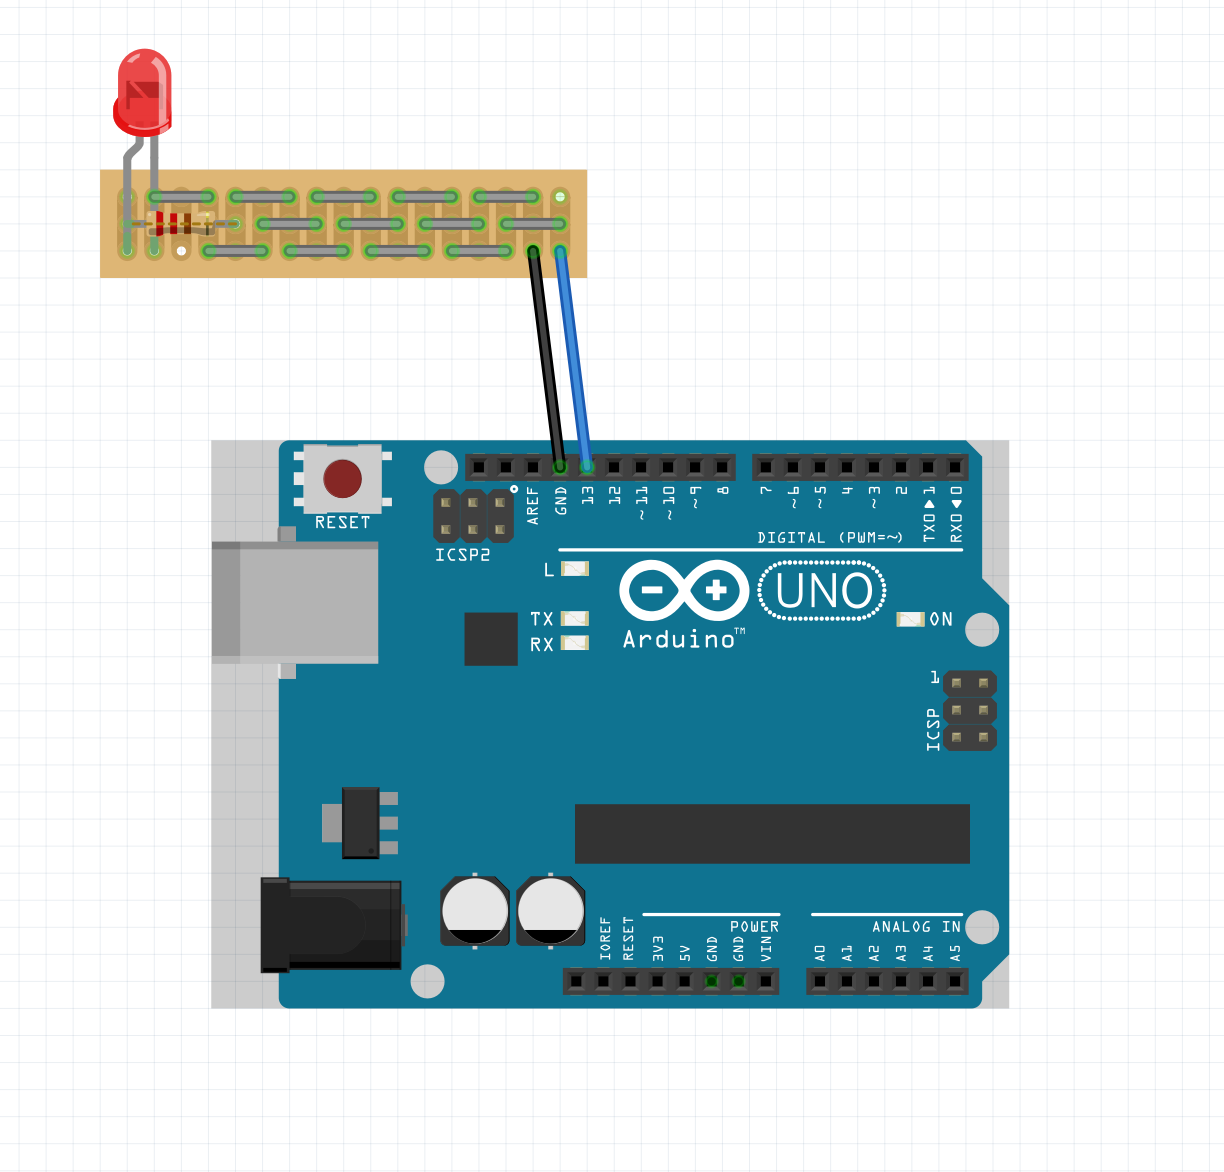 RESET
ICSP2
AREF
GND
13
12
~11
~10
~9
8
7
~6
~5
4
~3
2
TX0▶1
RX0◀0
DIGITAL (PWM=~)
L
TX
RX
UNO
ON
Arduino™
1
ICSP
POWER
ANALOG IN
IOREF
RESET
3V3
5V
GND
GND
VIN
A0
A1
A2
A3
A4
A5